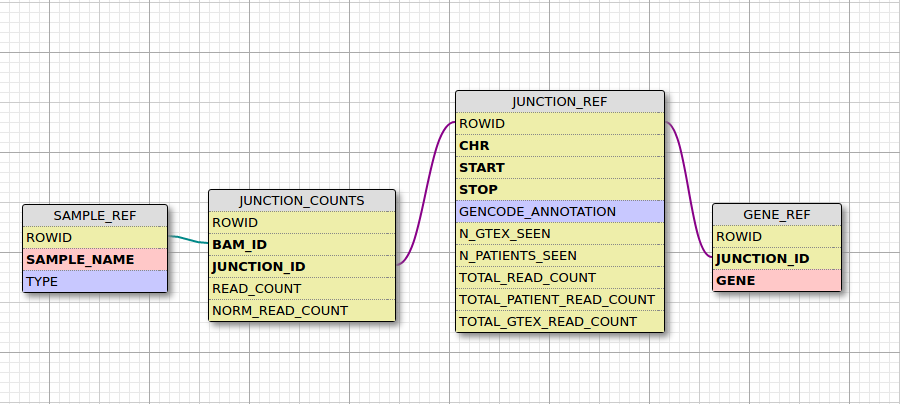 SAMPLE_REF
ROWID
SAMPLE_NAME
TYPE
JUNCTION_COUNTS
ROWID
BAM_ID
JUNCTION_ID
READ_COUNT
NORM_READ_COUNT
JUNCTION_REF
ROWID
CHR
START
STOP
GENCODE_ANNOTATION
N_GTEX_SEEN
N_PATIENTS_SEEN
TOTAL_READ_COUNT
TOTAL_PATIENT_READ_COUNT
TOTAL_GTEX_READ_COUNT
GENE_REF
ROWID
JUNCTION_ID
GENE